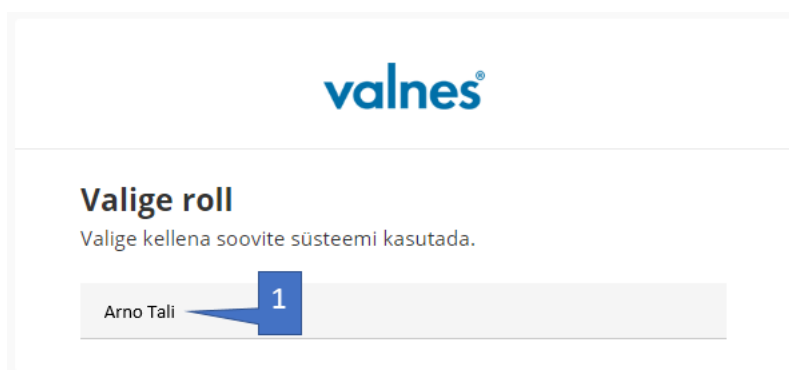 valnes®
Valige roll
Valige kellena soovite süsteemi kasutada.
Arno Tali
1